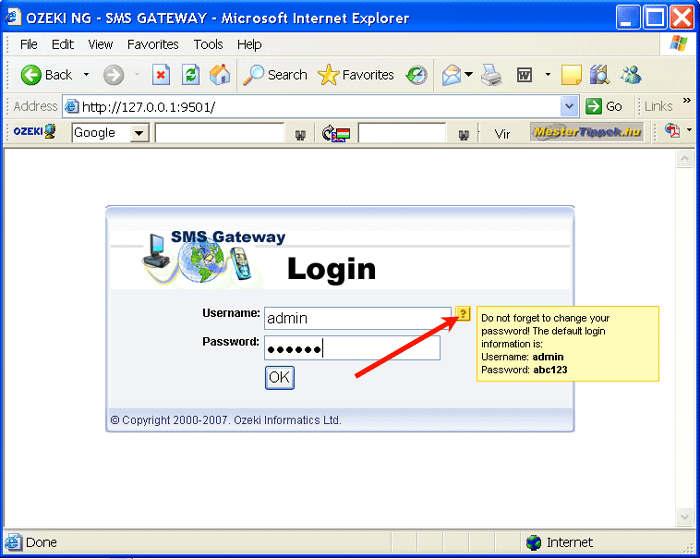 OZEKI NG - SMS GATEWAY - Microsoft Internet Explorer
File Edit View Favorites Tools Help
Back Search Favorites W
Address http://127.0.0.1:9501/ Go Links »
OZEKI Google Vir MesterTippek.hu »
SMS Gateway
Login
Username: admin ?
Password: ●●●●●●
OK
Do not forget to change your
password! The default login
information is:
Username: admin
Password: abc123
© Copyright 2000-2007. Ozeki Informatics Ltd.
Done Internet